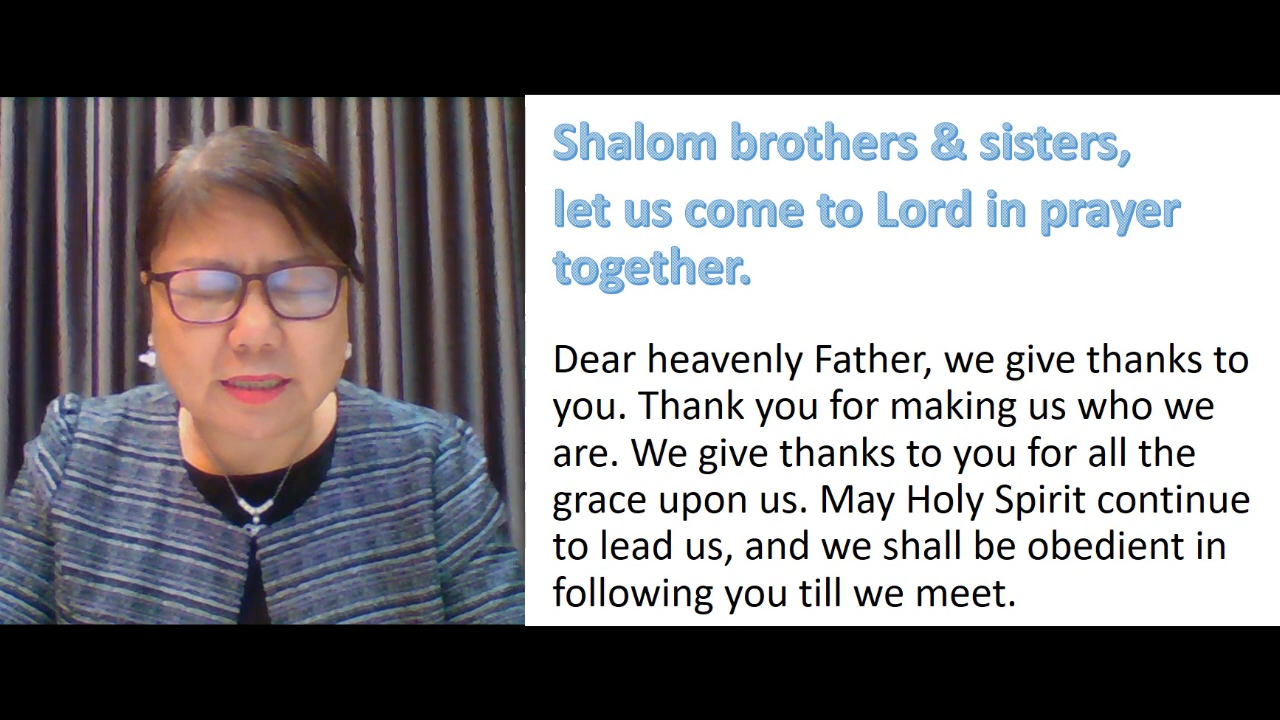 Shalom brothers & sisters,
let us come to Lord in prayer
together.
Dear heavenly Father, we give thanks to
you. Thank you for making us who we
are. We give thanks to you for all the
grace upon us. May Holy Spirit continue
to lead us, and we shall be obedient in
following you till we meet.